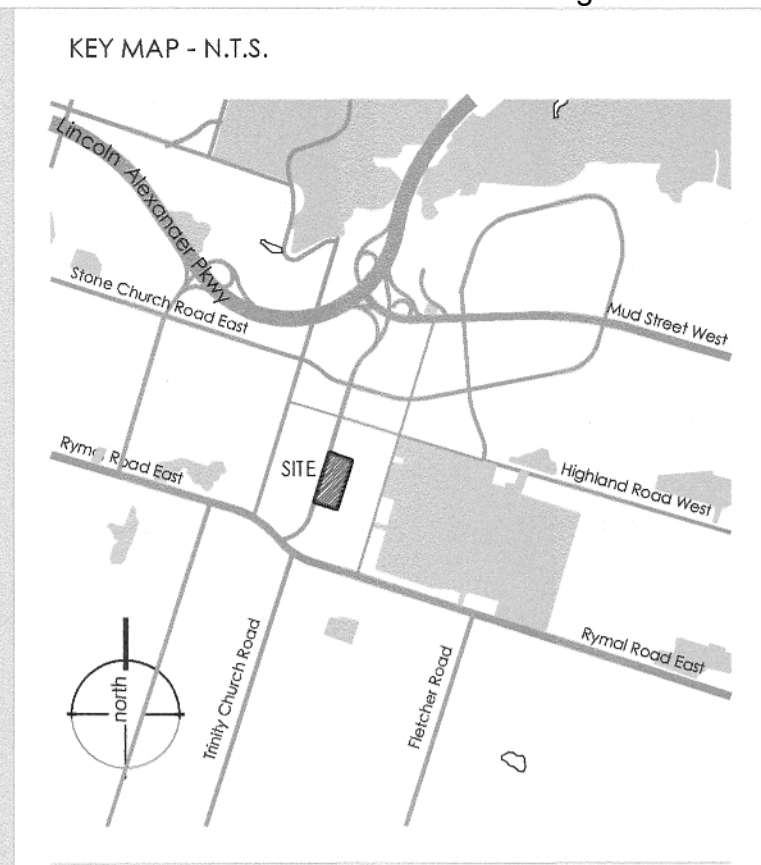 KEY MAP - N.T.S.
Lincoln Alexander Pkwy
Stone Church Road East
Mud Street West
Rymal Road East
SITE
Highland Road West
Rymal Road East
Trinity Church Road
Fletcher Road
north